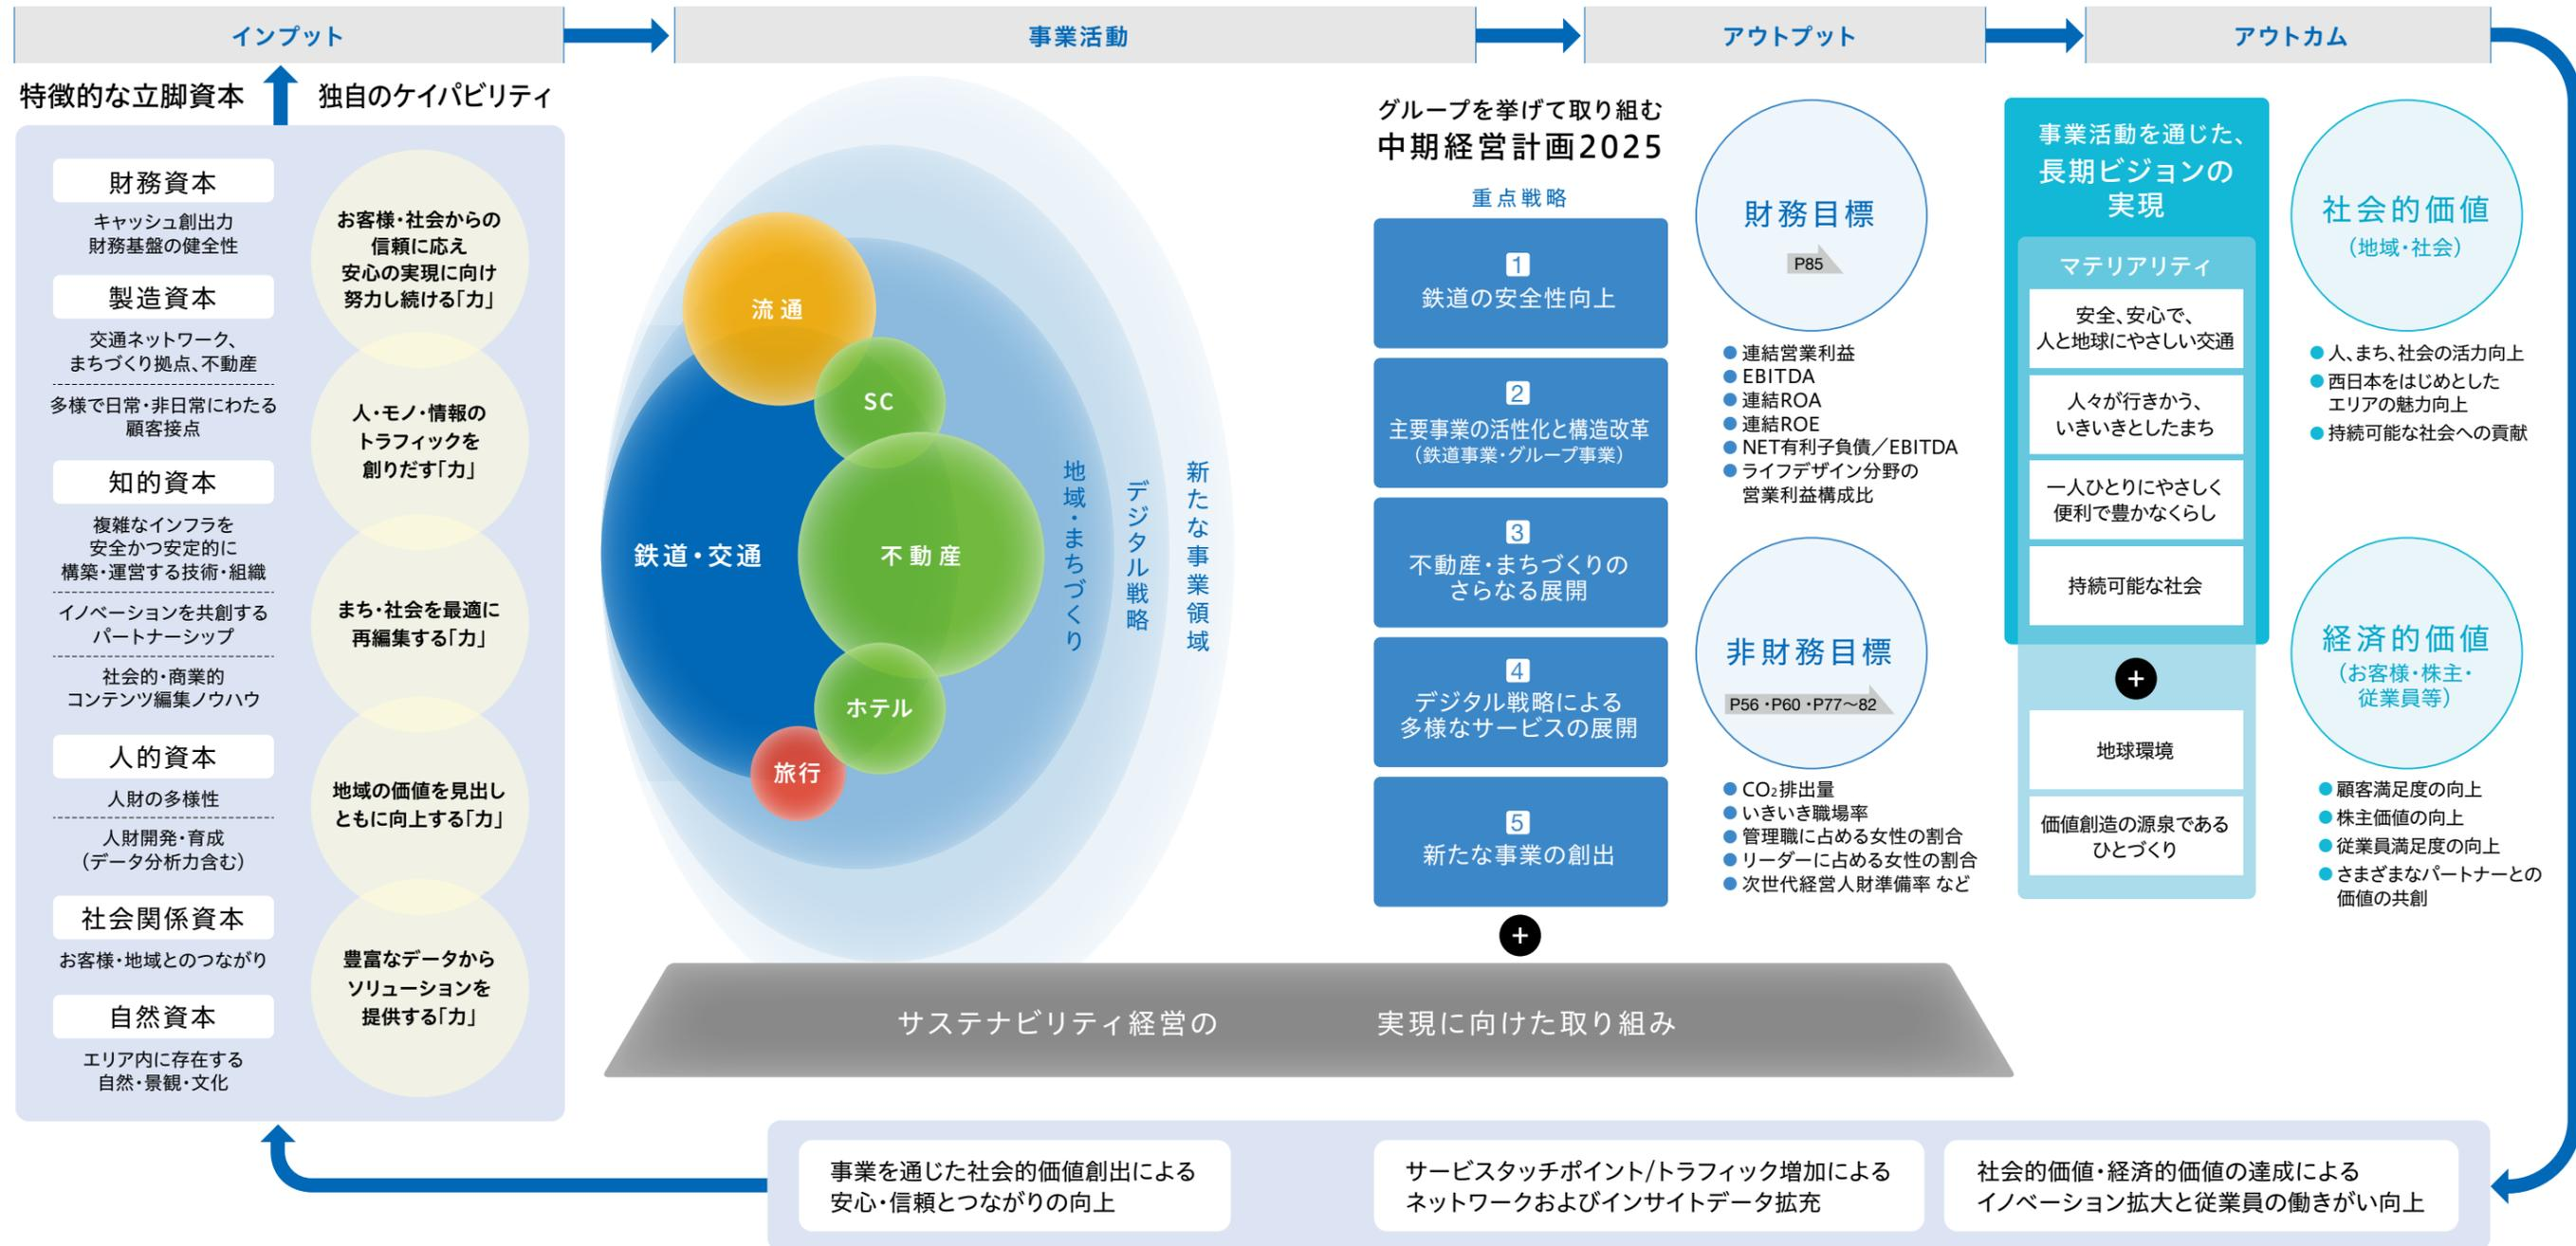 インプット
事業活動
アウトプット
アウトカム
特徴的な立脚資本
独自のケイパビリティ
財務資本
キャッシュ創出力
財務基盤の健全性
製造資本
交通ネットワーク、
まちづくり拠点、不動産
多様で日常・非日常にわたる
顧客接点
知的資本
複雑なインフラを
安全かつ安定的に
構築・運営する技術・組織
イノベーションを共創する
パートナーシップ
社会的・商業的
コンテンツ編集ノウハウ
人的資本
人財の多様性
人財開発・育成
（データ分析力含む）
社会関係資本
お客様・地域とのつながり
自然資本
エリア内に存在する
自然・景観・文化
お客様・社会からの
信頼に応え
安心の実現に向け
努力し続ける「力」
人・モノ・情報の
トラフィックを
創りだす「力」
まち・社会を最適に
再編集する「力」
地域の価値を見出し
ともに向上する「力」
豊富なデータから
ソリューションを
提供する「力」
流通
SC
鉄道・交通
不動産
ホテル
旅行
地域・まちづくり
デジタル戦略
新たな事業領域
グループを挙げて取り組む
中期経営計画2025
重点戦略
1
鉄道の安全性向上
2
主要事業の活性化と構造改革
（鉄道事業・グループ事業）
3
不動産・まちづくりの
さらなる展開
4
デジタル戦略による
多様なサービスの展開
5
新たな事業の創出
+
サステナビリティ経営の 実現に向けた取り組み
財務目標
P85
● 連結営業利益
● EBITDA
● 連結ROA
● 連結ROE
● NET有利子負債／EBITDA
● ライフデザイン分野の
営業利益構成比
非財務目標
P56・P60・P77〜82
● CO₂排出量
● いきいき職場率
● 管理職に占める女性の割合
● リーダーに占める女性の割合
● 次世代経営人財準備率 など
事業活動を通じた、
長期ビジョンの
実現
マテリアリティ
安全、安心で、
人と地球にやさしい交通
人々が行きかう、
いきいきとしたまち
一人ひとりにやさしく
便利で豊かなくらし
持続可能な社会
+
地球環境
価値創造の源泉である
ひとづくり
社会的価値
（地域・社会）
● 人、まち、社会の活力向上
● 西日本をはじめとした
エリアの魅力向上
● 持続可能な社会への貢献
経済的価値
（お客様・株主・
従業員等）
● 顧客満足度の向上
● 株主価値の向上
● 従業員満足度の向上
● さまざまなパートナーとの
価値の共創
事業を通じた社会的価値創出による
安心・信頼とつながりの向上
サービスタッチポイント/トラフィック増加による
ネットワークおよびインサイトデータ拡充
社会的価値・経済的価値の達成による
イノベーション拡大と従業員の働きがい向上